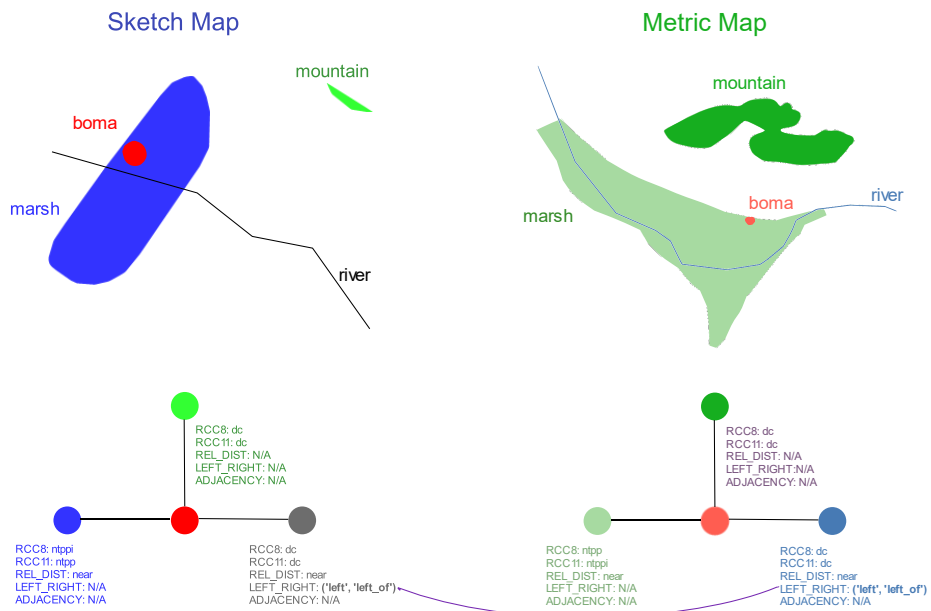 Sketch Map
Metric Map
mountain
boma
marsh
river
mountain
boma
river
marsh
RCC8: dc
RCC11: dc
REL_DIST: N/A
LEFT_RIGHT: N/A
ADJACENCY: N/A
RCC8: ntppi
RCC11: ntpp
REL_DIST: near
LEFT_RIGHT: N/A
ADJACENCY: N/A
RCC8: dc
RCC11: dc
REL_DIST: near
LEFT_RIGHT: ('left', 'left_of')
ADJACENCY: N/A
RCC8: dc
RCC11: dc
REL_DIST: N/A
LEFT_RIGHT:N/A
ADJACENCY: N/A
RCC8: ntpp
RCC11: ntppi
REL_DIST: near
LEFT_RIGHT: N/A
ADJACENCY: N/A
RCC8: dc
RCC11: dc
REL_DIST: near
LEFT_RIGHT: ('left', 'left_of')
ADJACENCY: N/A